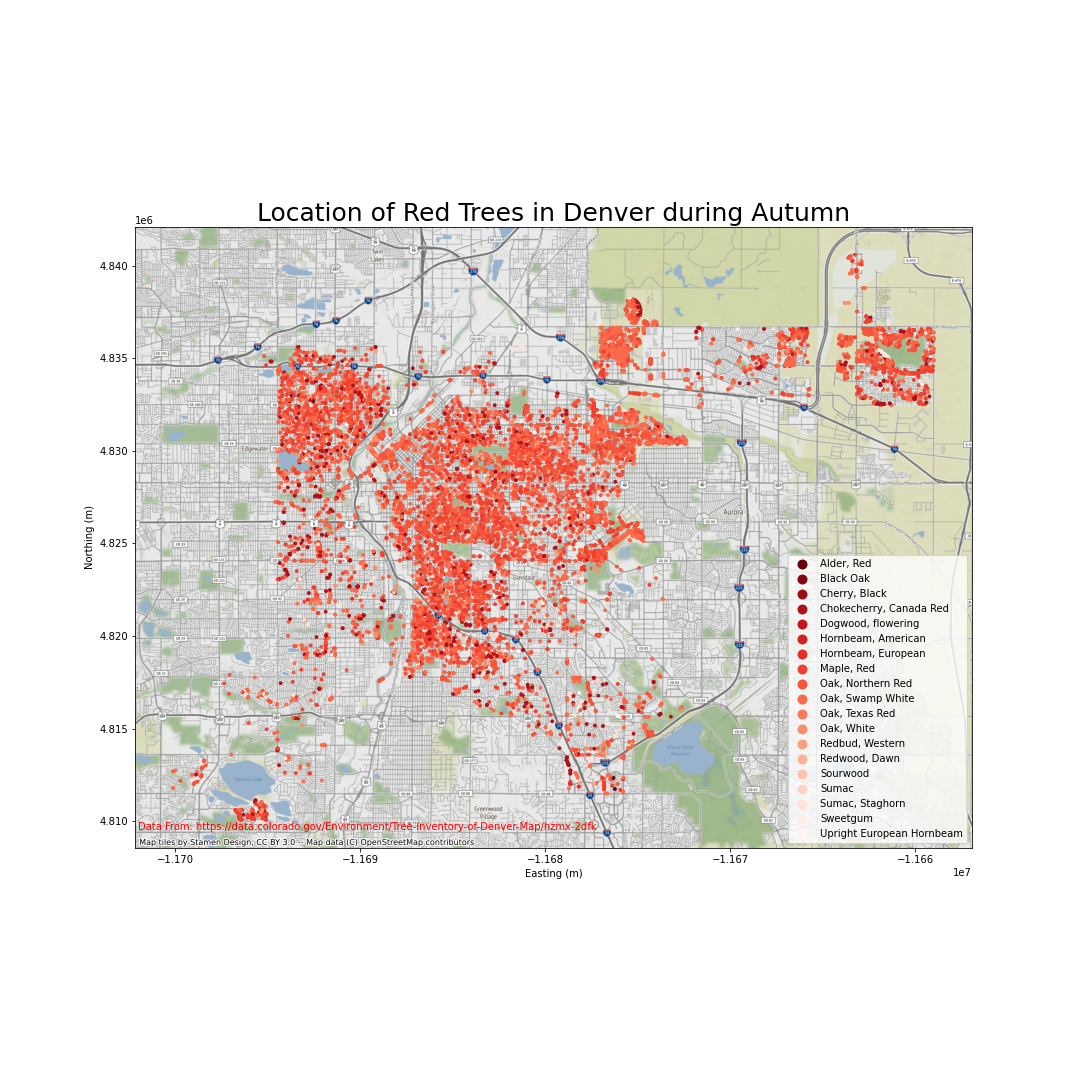 Location of Red Trees in Denver during Autumn
1e6
4.840
4.835
4.830
4.825
4.820
4.815
4.810
Northing (m)
Twin
Lakes
Edgewater
Aurora
Glendale
Cherry Creek
Reservoir
Greenwood
Village
Alder, Red
Black Oak
Cherry, Black
Chokecherry, Canada Red
Dogwood, flowering
Hornbeam, American
Hornbeam, European
Maple, Red
Oak, Northern Red
Oak, Swamp White
Oak, Texas Red
Oak, White
Redbud, Western
Redwood, Dawn
Sourwood
Sumac
Sumac, Staghorn
Sweetgum
Upright European Hornbeam
Data From: https://data.colorado.gov/Environment/Tree-Inventory-of-Denver-Map/hzmx-2dfk
Map tiles by Stamen Design, CC BY 3.0 -- Map data (C) OpenStreetMap contributors
−1.170
−1.169
−1.168
−1.167
−1.166
Easting (m)
1e7